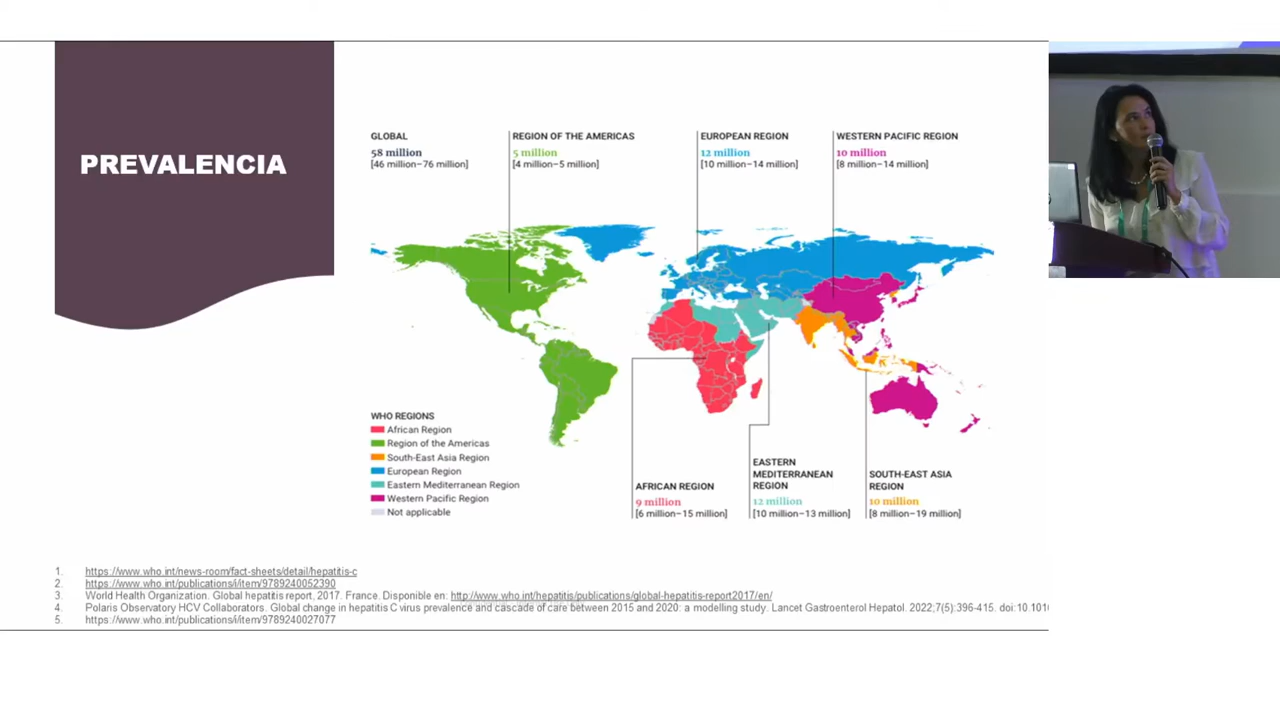 PREVALENCIA
GLOBAL
58 million
[46 million–76 million]
REGION OF THE AMERICAS
5 million
[4 million–5 million]
EUROPEAN REGION
12 million
[10 million–14 million]
WESTERN PACIFIC REGION
10 million
[8 million–14 million]
WHO REGIONS
African Region
Region of the Americas
South-East Asia Region
European Region
Eastern Mediterranean Region
Western Pacific Region
Not applicable
AFRICAN REGION
9 million
[6 million–15 million]
EASTERN
MEDITERRANEAN
REGION
12 million
[10 million–13 million]
SOUTH-EAST ASIA
REGION
10 million
[8 million–19 million]
1. https://www.who.int/news-room/fact-sheets/detail/hepatitis-c
2. https://www.who.int/publications/i/item/9789240052390
3. World Health Organization. Global hepatitis report, 2017. France. Disponible en: http://www.who.int/hepatitis/publications/global-hepatitis-report2017/en/
4. Polaris Observatory HCV Collaborators. Global change in hepatitis C virus prevalence and cascade of care between 2015 and 2020: a modelling study. Lancet Gastroenterol Hepatol. 2022;7(5):396-415. doi:10.101
5. https://www.who.int/publications/i/item/9789240027077